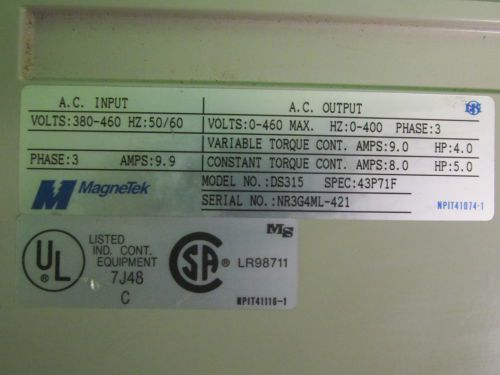 A.C. INPUT A.C. OUTPUT
VOLTS:380-460 HZ:50/60 VOLTS:0-460 MAX. HZ:0-400 PHASE:3
VARIABLE TORQUE CONT. AMPS:9.0 HP:4.0
PHASE:3 AMPS:9.9 CONSTANT TORQUE CONT. AMPS:8.0 HP:5.0
MagneTek MODEL NO.:DS315 SPEC:43P71F
SERIAL NO.:NR3G4ML-421
NPIT41074-1
MS
UL LISTED
IND. CONT.
EQUIPMENT
7J48
C
SA
LR98711
NPIT41116-1